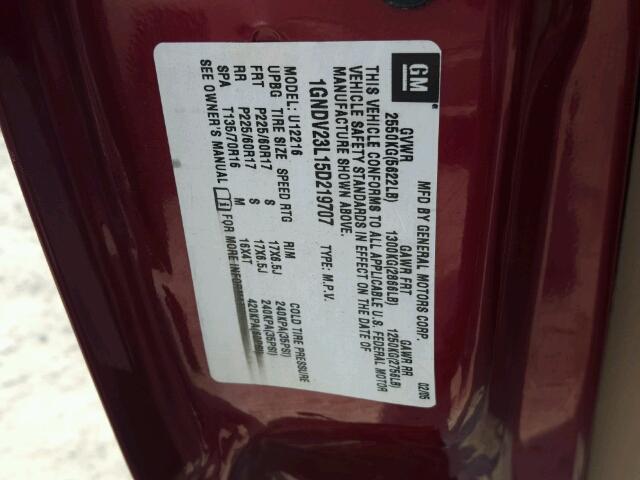 GM
MFD BY GENERAL MOTORS CORP. 02/05
GVWR GAWR FRT GAWR RR
2550KG(5622LB) 1300KG(2866LB) 1250KG(2756LB)
THIS VEHICLE CONFORMS TO ALL APPLICABLE U.S. FEDERAL MOTOR
VEHICLE SAFETY STANDARDS IN EFFECT ON THE DATE OF
MANUFACTURE SHOWN ABOVE.
1GNDV23L15D219707 TYPE: M.P.V.
MODEL: U12216
UPBG TIRE SIZE SPEED RTG RIM COLD TIRE PRESSURE
FRT P225/60R17 S 17X6.5J 240KPA(35PSI)
RR P225/60R17 S 17X6.5J 240KPA(35PSI)
SPA T135/70R16 M 16X4T 420KPA(60PSI)
SEE OWNER'S MANUAL FOR MORE INFORMATION